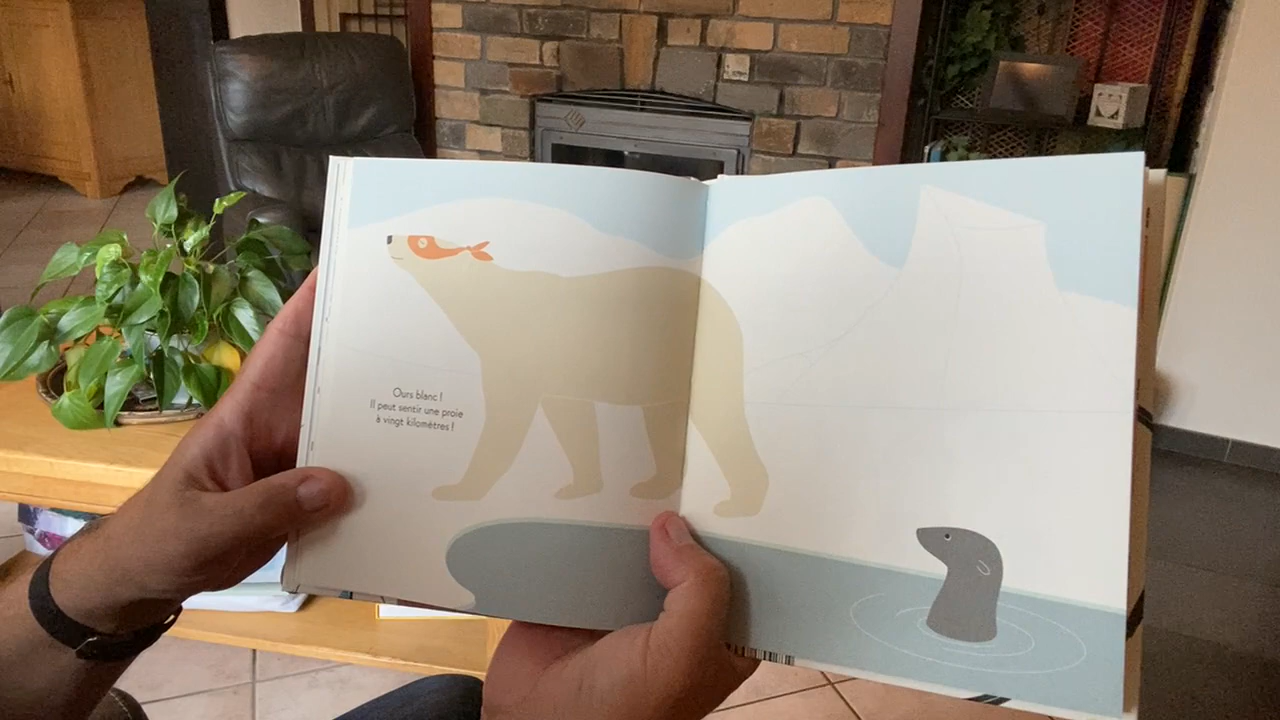 Ours blanc !
Il peut sentir une proie
à vingt kilomètres !